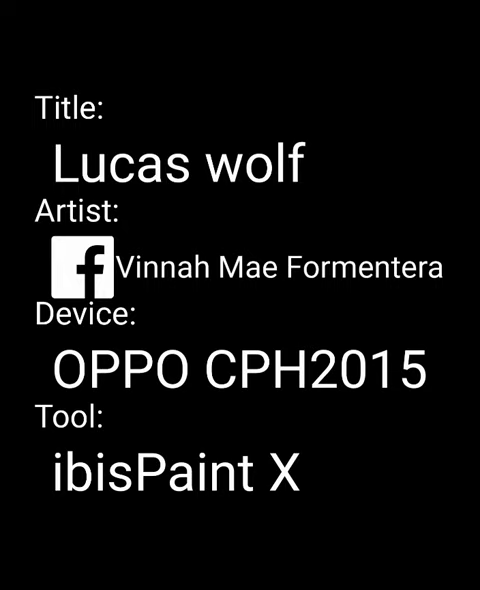 Title:
Lucas wolf
Artist:
Vinnah Mae Formentera
Device:
OPPO CPH2015
Tool:
ibisPaint X